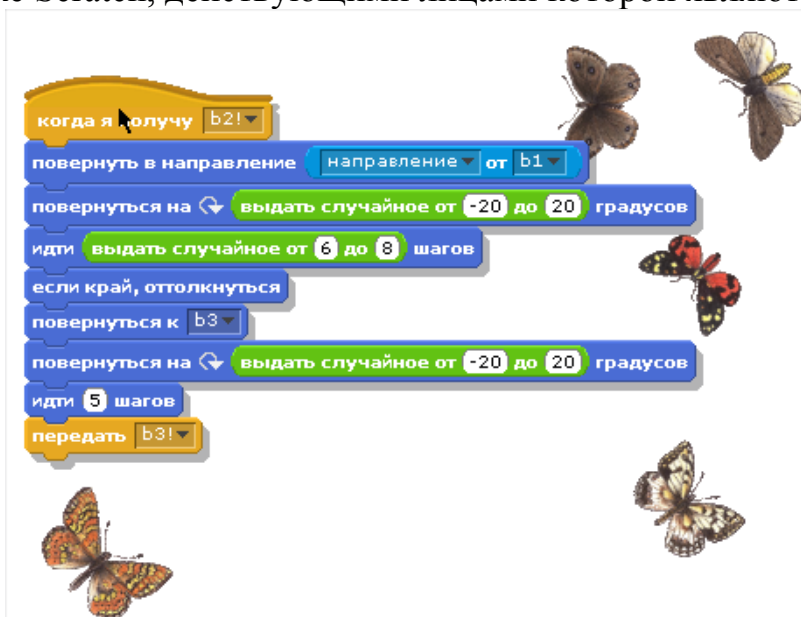 когда я получу b2!
повернуть в направление направление от b1
повернуться на выдать случайное от -20 до 20 градусов
идти выдать случайное от 6 до 8 шагов
если край, оттолкнуться
повернуться к b3
повернуться на выдать случайное от -20 до 20 градусов
идти 5 шагов
передать b3!